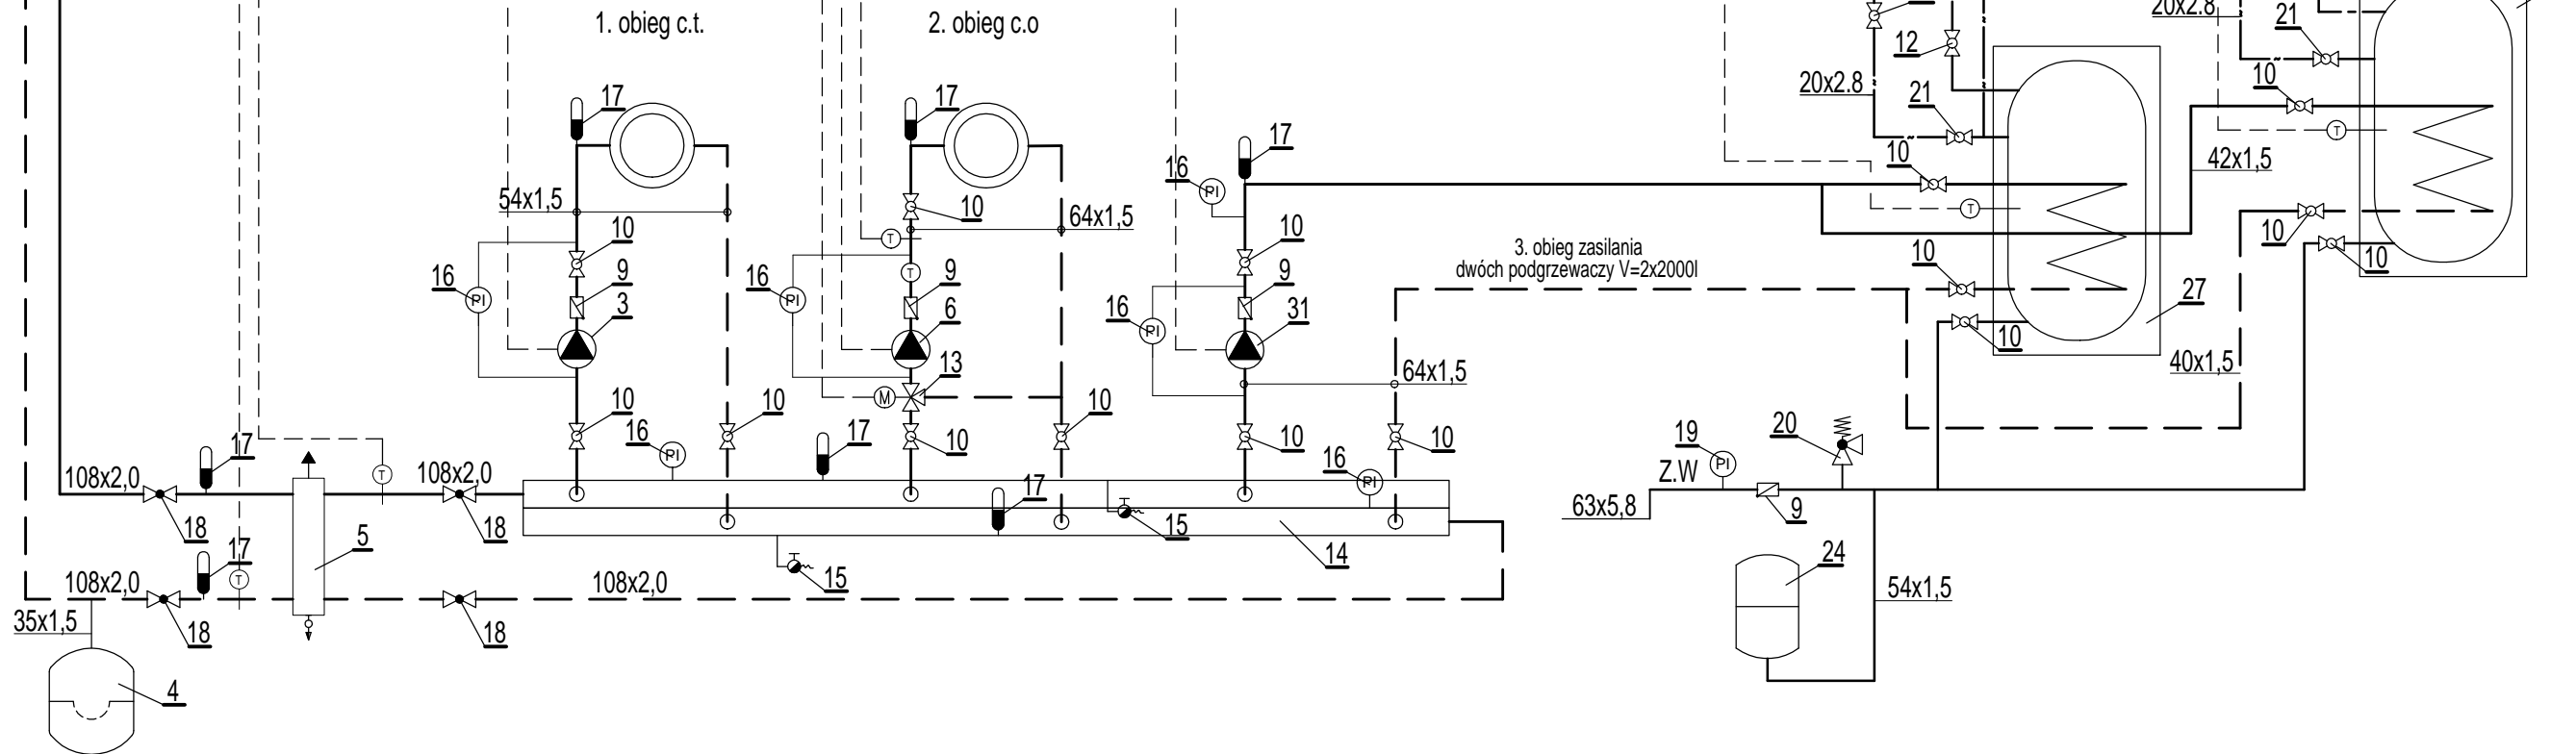 1. obieg c.t.
2. obieg c.o
20x2.8
21
12
10
20x2.8
21
17
17
17
16
10
42x1,5
54x1,5
10
64x1,5
10
10
3. obieg zasilania
dwóch podgrzewaczy V=2x2000l
10
10
10
16
PI
9
3
16
PI
T
T
9
6
13
M
16
PI
PI
9
31
T
T
27
10
64x1,5
40x1,5
10
10
10
10
10
10
16
PI
17
17
16
PI
108x2,0
17
18
T
108x2,0
18
5
15
15
14
19
PI
20
Z.W
63x5,8
9
24
54x1,5
108x2,0
17
T
18
18
108x2,0
35x1,5
4